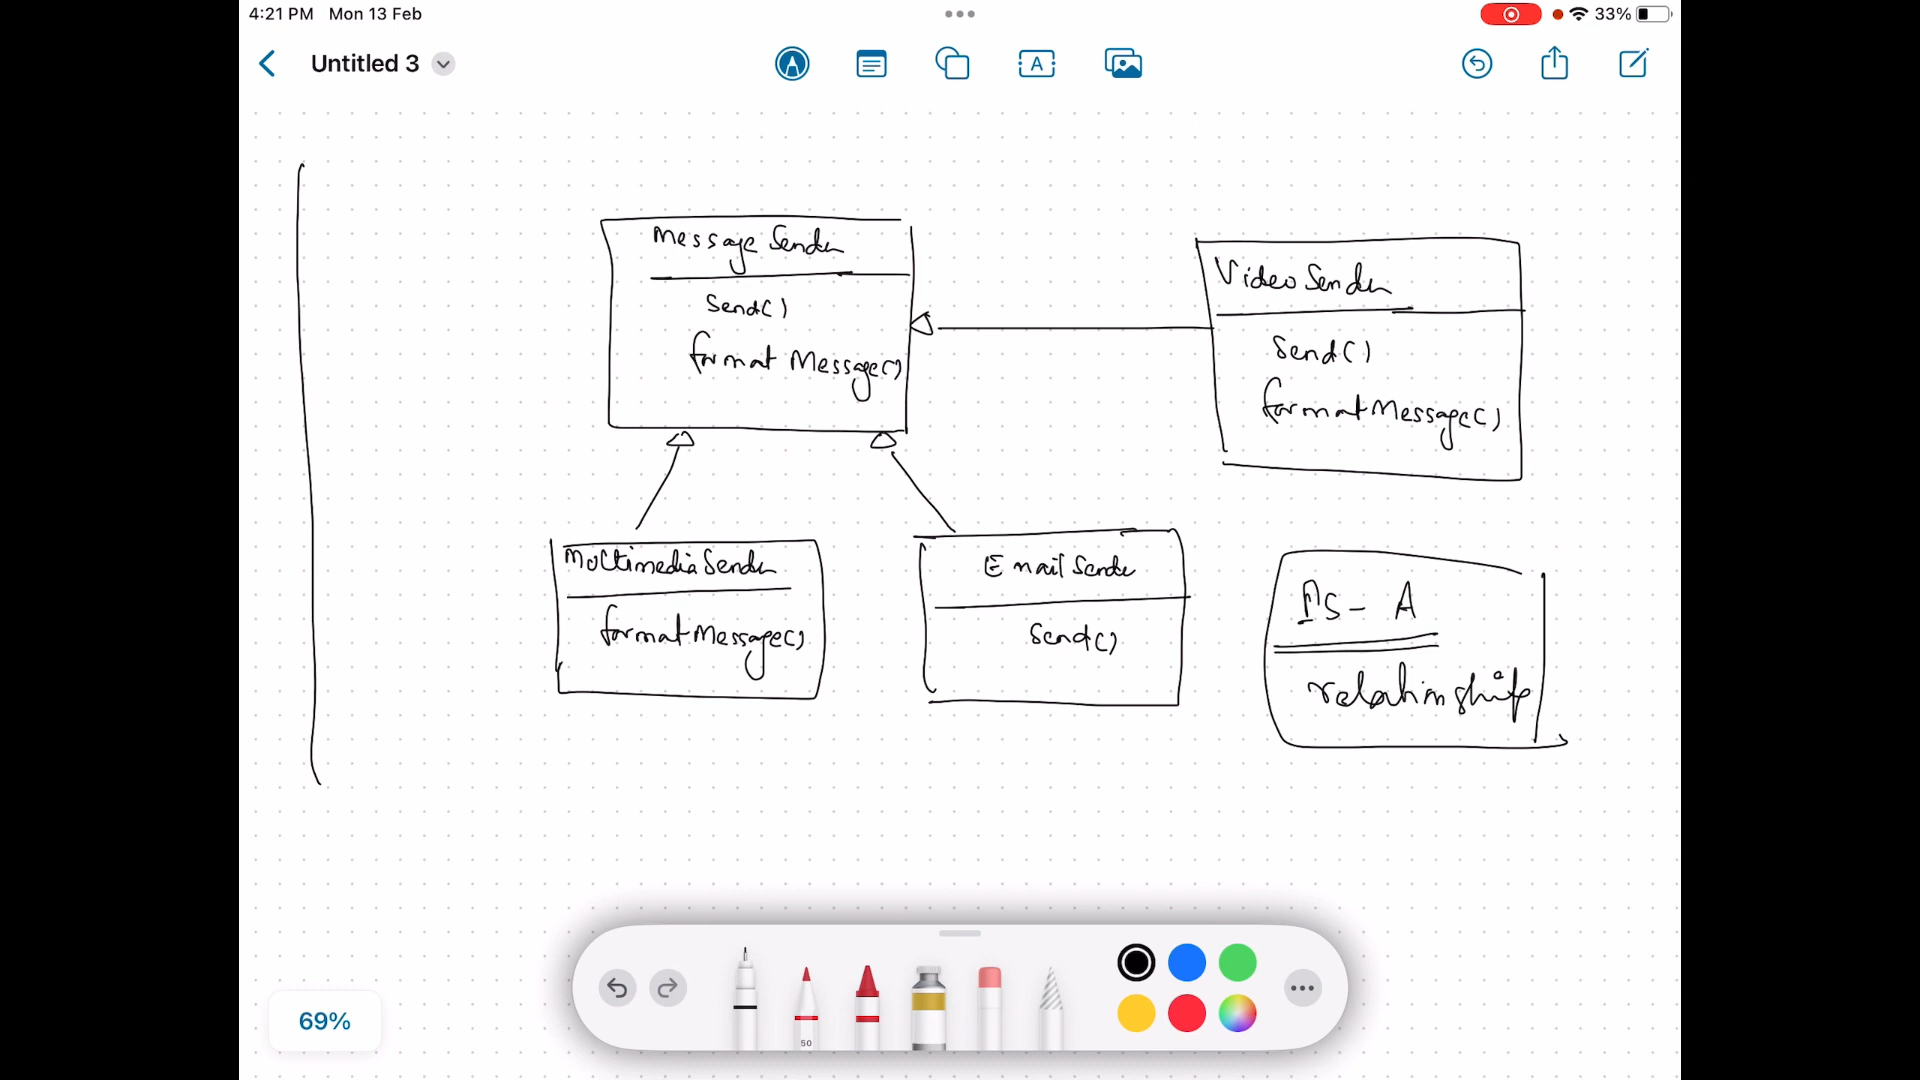 4:21 PM Mon 13 Feb
33%
Untitled 3
A
Message Sender
Send()
format Message()
Video Sender
Send()
formatMessage()
Multimedia Sender
formatMessage()
Email Sender
Send()
IS - A
relationship
50
69%